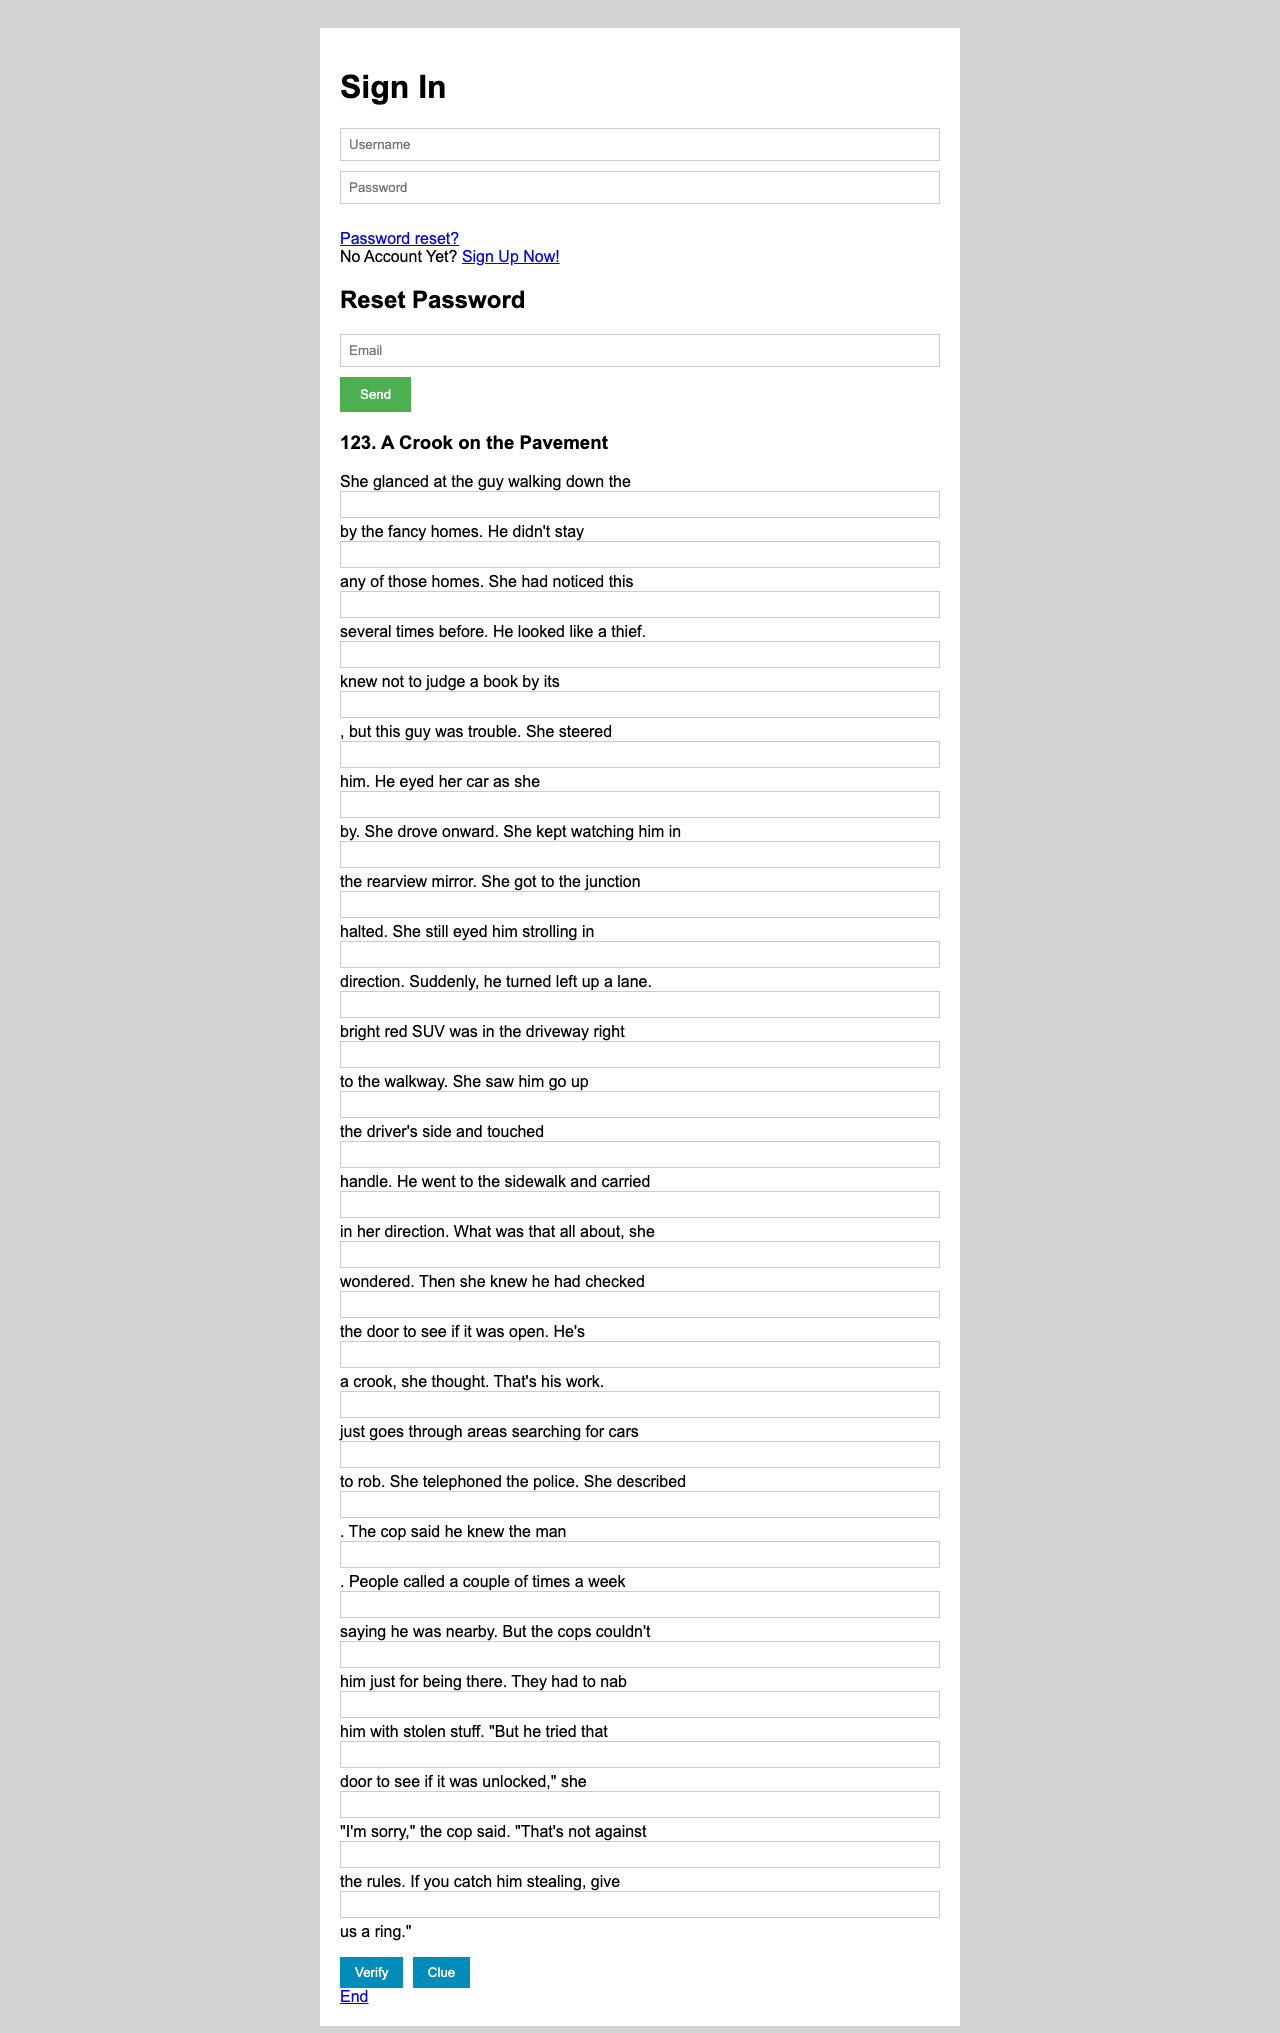 Sign In
Username
Password
Password reset?
No Account Yet? Sign Up Now!
Reset Password
Email
Send
123. A Crook on the Pavement
She glanced at the guy walking down the
by the fancy homes. He didn't stay
any of those homes. She had noticed this
several times before. He looked like a thief.
knew not to judge a book by its
, but this guy was trouble. She steered
him. He eyed her car as she
by. She drove onward. She kept watching him in
the rearview mirror. She got to the junction
halted. She still eyed him strolling in
direction. Suddenly, he turned left up a lane.
bright red SUV was in the driveway right
to the walkway. She saw him go up
the driver's side and touched
handle. He went to the sidewalk and carried
in her direction. What was that all about, she
wondered. Then she knew he had checked
the door to see if it was open. He's
a crook, she thought. That's his work.
just goes through areas searching for cars
to rob. She telephoned the police. She described
. The cop said he knew the man
. People called a couple of times a week
saying he was nearby. But the cops couldn't
him just for being there. They had to nab
him with stolen stuff. "But he tried that
door to see if it was unlocked," she
"I'm sorry," the cop said. "That's not against
the rules. If you catch him stealing, give
us a ring."
Verify Clue
End